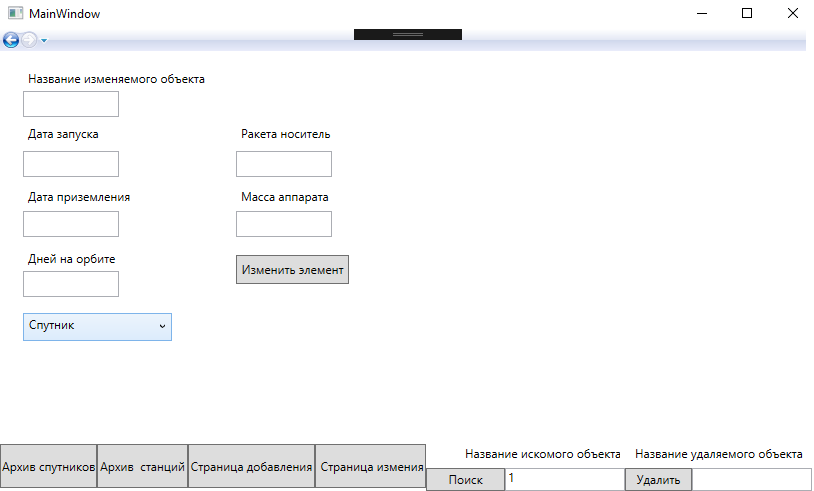 MainWindow
Название изменяемого объекта
Дата запуска
Ракета носитель
Дата приземления
Масса аппарата
Дней на орбите
Изменить элемент
Спутник
Название искомого объекта
Название удаляемого объекта
Архив спутников
Архив станций
Страница добавления
Страница измения
Поиск
1
Удалить